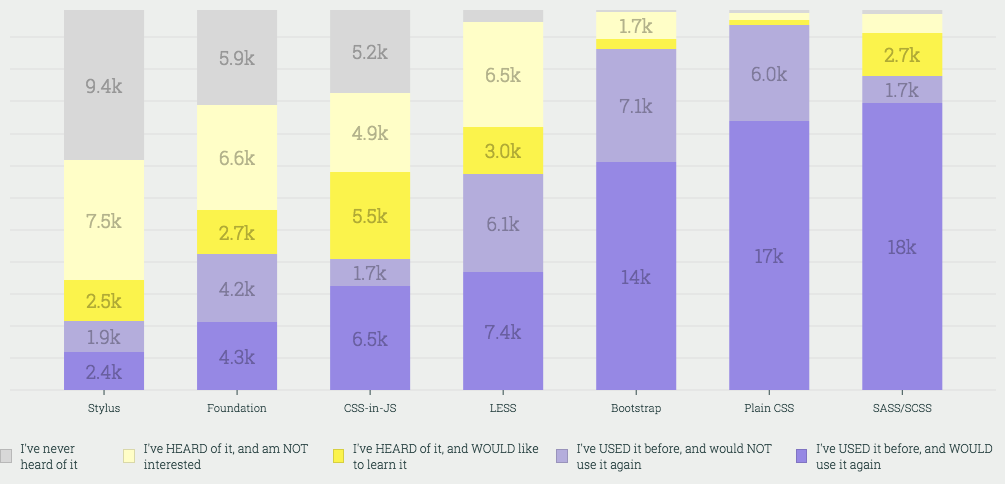 9.4k
7.5k
2.5k
1.9k
2.4k
5.9k
6.6k
2.7k
4.2k
4.3k
5.2k
4.9k
5.5k
1.7k
6.5k
6.5k
3.0k
6.1k
7.4k
1.7k
7.1k
14k
6.0k
17k
2.7k
1.7k
18k
Stylus
Foundation
CSS-in-JS
LESS
Bootstrap
Plain CSS
SASS/SCSS
I've never
heard of it
I've HEARD of it, and am NOT
interested
I've HEARD of it, and WOULD like
to learn it
I've USED it before, and would NOT
use it again
I've USED it before, and WOULD
use it again